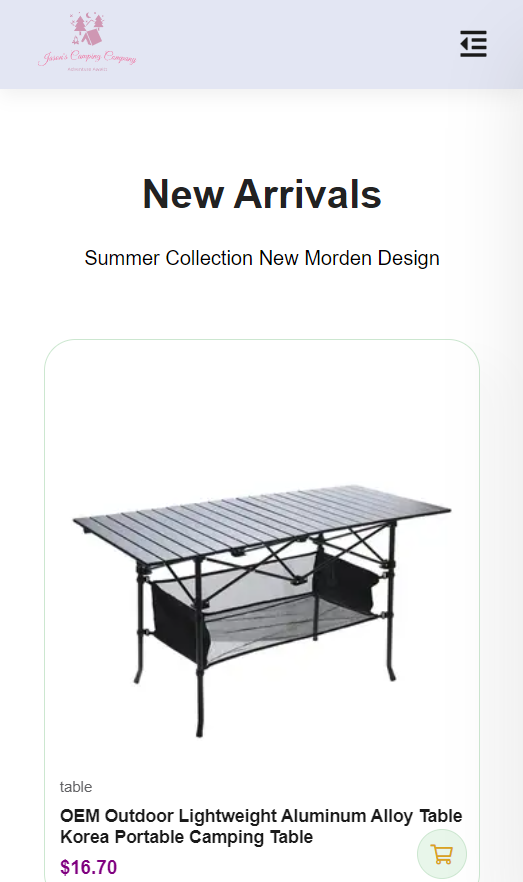 Jason's Camping Company
New Arrivals
Summer Collection New Morden Design
table
OEM Outdoor Lightweight Aluminum Alloy Table
Korea Portable Camping Table
$16.70